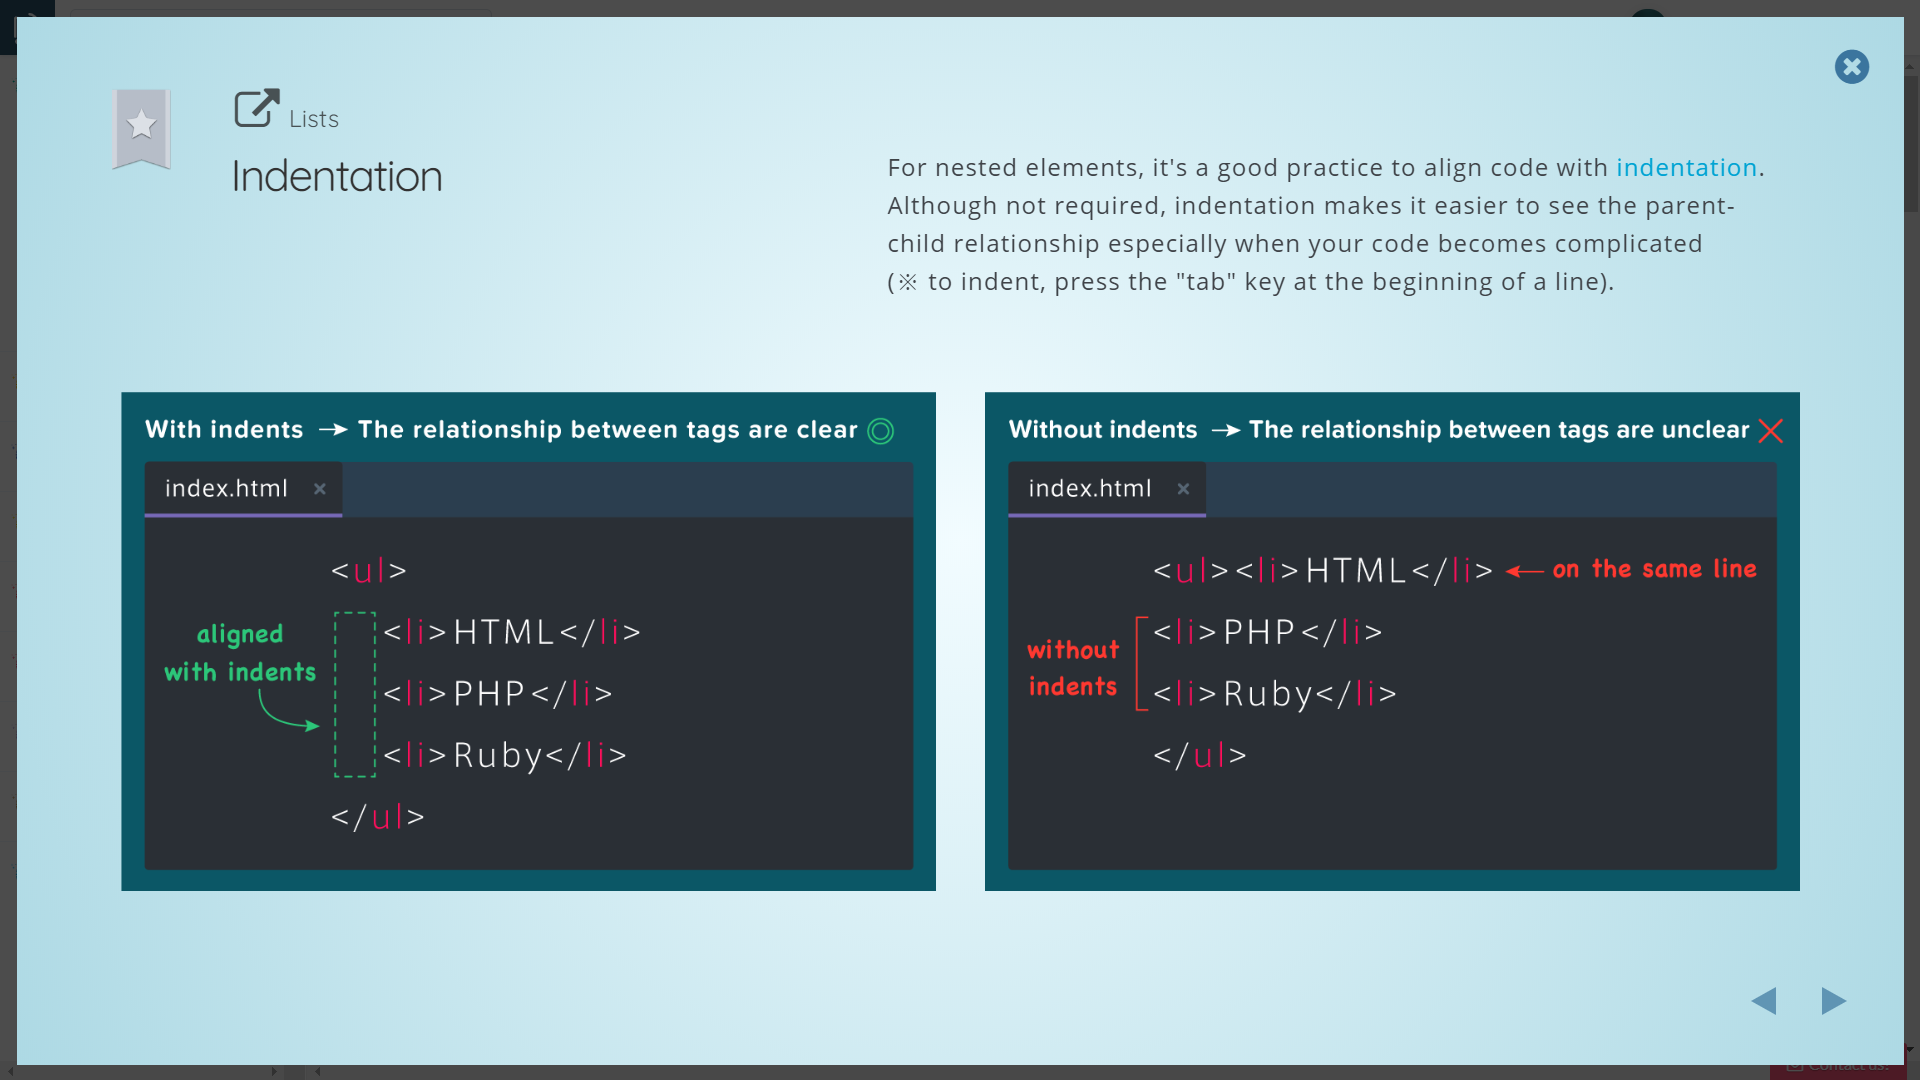 Lists
Indentation
For nested elements, it's a good practice to align code with indentation.
Although not required, indentation makes it easier to see the parent-
child relationship especially when your code becomes complicated
(※ to indent, press the "tab" key at the beginning of a line).
With indents → The relationship between tags are clear ◎
index.html ×
<ul>
<li>HTML</li>
<li>PHP</li>
<li>Ruby</li>
</ul>
aligned
with indents
Without indents → The relationship between tags are unclear ×
index.html ×
<ul><li>HTML</li> ← on the same line
<li>PHP</li>
<li>Ruby</li>
</ul>
without
indents
Contact us!